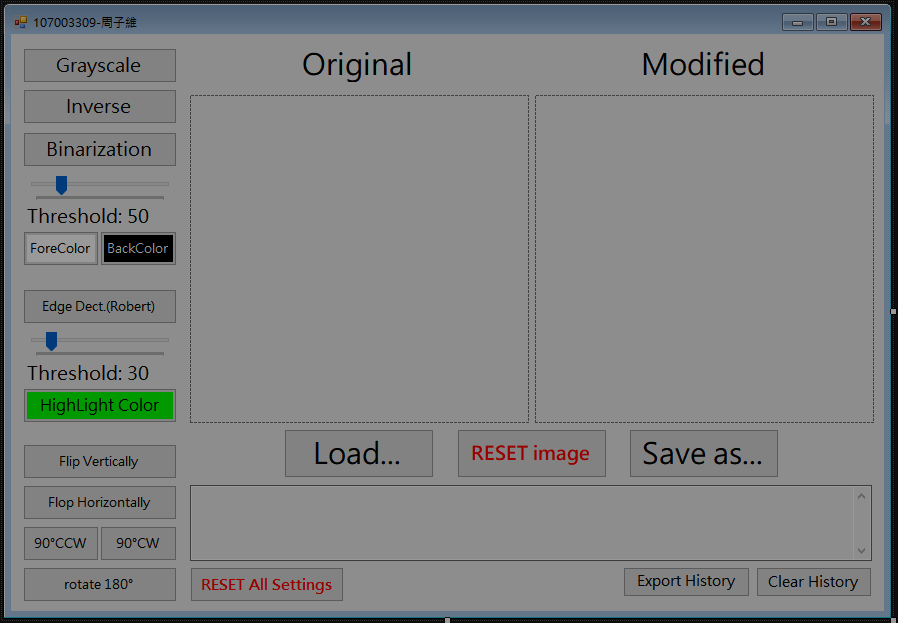 107003309-周子維
Original
Modified
Grayscale
Inverse
Binarization
Threshold: 50
ForeColor
BackColor
Edge Dect.(Robert)
Threshold: 30
HighLight Color
Flip Vertically
Flop Horizontally
90°CCW
90°CW
rotate 180°
Load...
RESET image
Save as...
RESET All Settings
Export History
Clear History